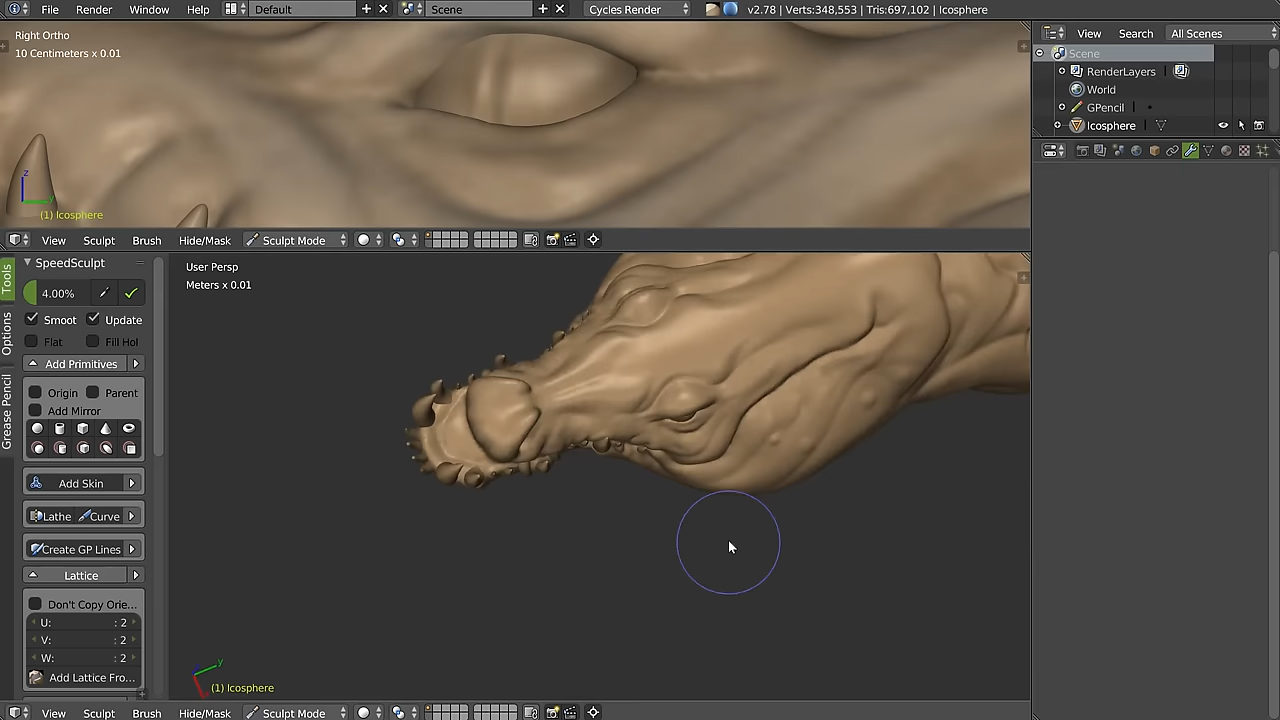 File Render Window Help Default Scene Cycles Render v2.78 | Verts:348,553 | Tris:697,102 | Icosphere
Right Ortho
10 Centimeters x 0.01
z
(1) Icosphere
View Sculpt Brush Hide/Mask Sculpt Mode
View Search All Scenes
Scene
RenderLayers
World
GPencil
Icosphere
Tools
Options
Grease Pencil
SpeedSculpt
4.00%
Smoot Update
Flat Fill Hol
Add Primitives
Origin Parent
Add Mirror
Add Skin
Lathe Curve
Create GP Lines
Lattice
Don't Copy Orie...
U: : 2
V: : 2
W: : 2
Add Lattice Fro...
User Persp
Meters x 0.01
y
(1) Icosphere
View Sculpt Brush Hide/Mask Sculpt Mode